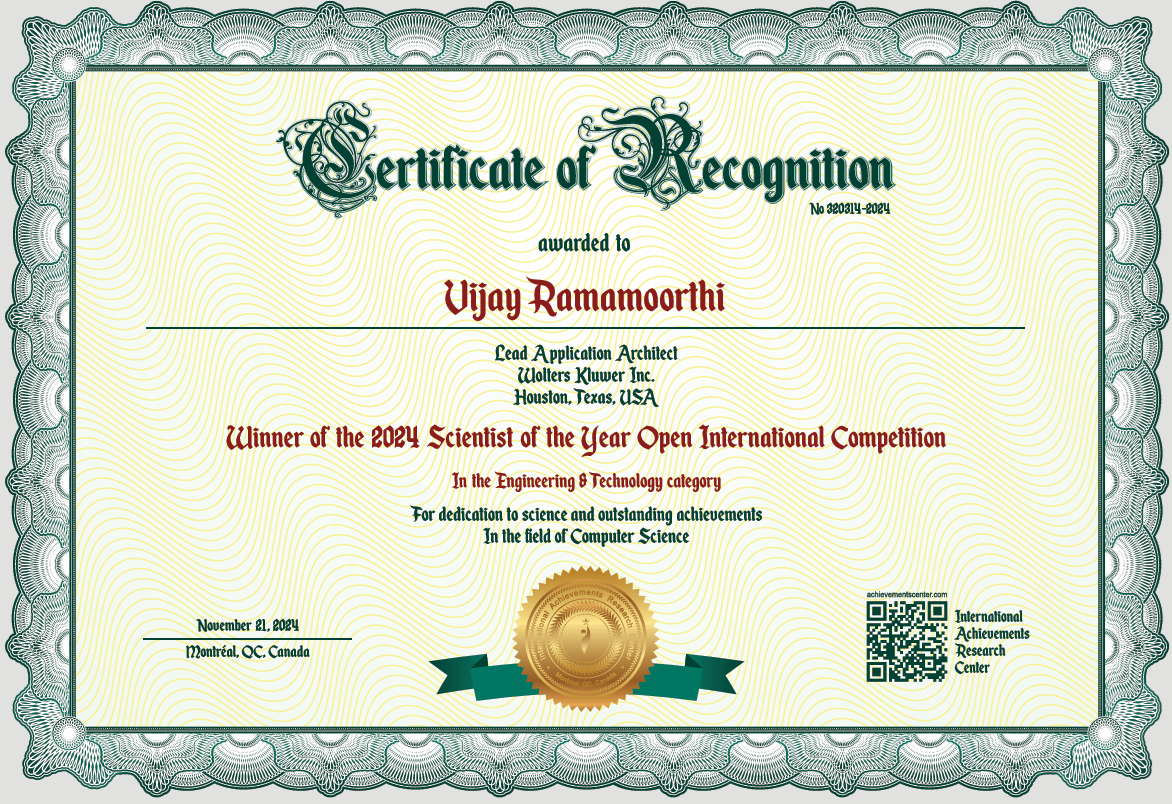 Certificate of Recognition
No 320314-2024
awarded to
Vijay Ramamoorthi
Lead Application Architect
Wolters Kluwer Inc.
Houston, Texas, USA
Winner of the 2024 Scientist of the Year Open International Competition
In the Engineering & Technology category
For dedication to science and outstanding achievements
In the field of Computer Science
Achievements Research
QC, Canada
November 21, 2024
Montréal, QC, Canada
achievementscenter.com
International
Achievements
Research
Center